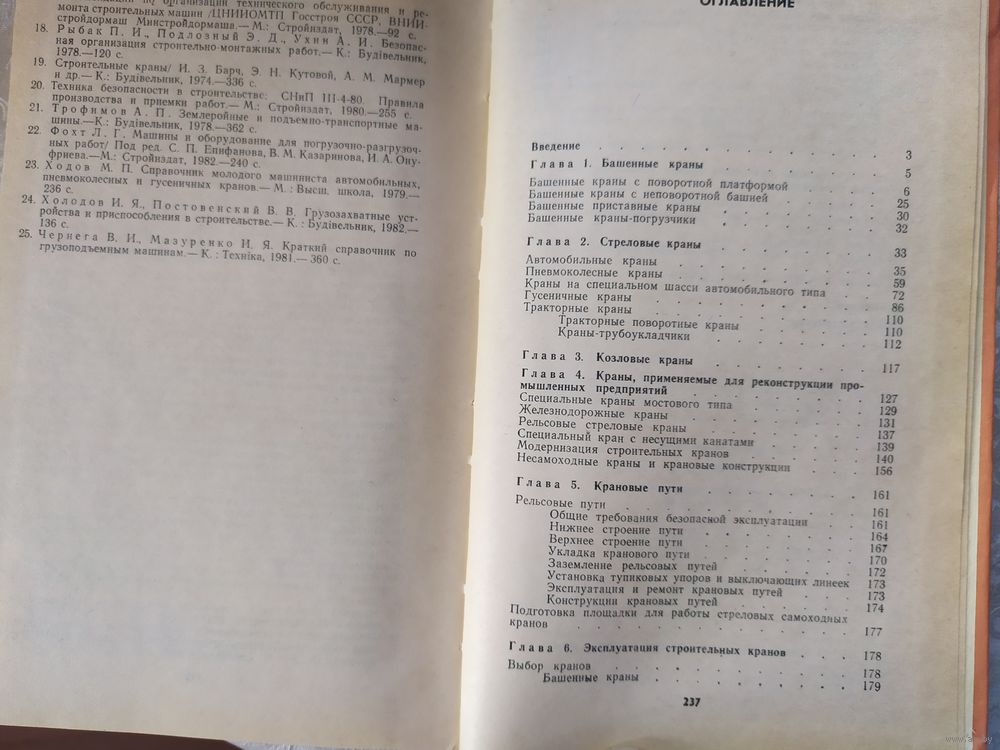 по организации технического обслуживания и ре-
монта строительных машин /ЦНИИОМТП Госстроя СССР, ВНИИ-
стройдормаш Минстройдормаша.— М.: Стройиздат, 1978.—92 с.
18. Рыбак П. И., Подлозный Э. Д., Ухин А. И. Безопас-
ная организация строительно-монтажных работ.— К.: Будівельник,
1978.—120 с.
19. Строительные краны/ И. З. Барч, Э. Н. Кутовой, А. М. Мармер
и др.— К.: Будівельник, 1974.—336 с.
20. Техника безопасности в строительстве: СНиП III-4-80. Правила
производства и приемки работ.— М.: Стройиздат, 1980.—255 с.
21. Трофимов А. П. Землеройные и подъемно-транспортные ма-
шины.—К.: Будівельник, 1978.—362 с.
22. Фохт Л. Г. Машины и оборудование для погрузочно-разгрузоч-
ных работ/ Под ред. С. П. Епифанова, В. М. Казаринова, И. А. Ону-
фриева.—М.: Стройиздат, 1982.—240 с.
23. Ходов М. П. Справочник молодого машиниста автомобильных,
пневмоколесных и гусеничных кранов.— М. : Высш. школа, 1979.—
236 с.
24. Холодов И. Я., Постовенский В. В. Грузозахватные уст-
ройства и приспособления в строительстве.— К. : Будівельник, 1982.—
136 с.
25. Чернега В. И., Мазуренко И. Я. Краткий справочник по
грузоподъемным машинам.— К. : Техніка, 1981.— 360 с.
ОГЛАВЛЕНИЕ
Введение 3
Глава 1. Башенные краны 5
Башенные краны с поворотной платформой 6
Башенные краны с неповоротной башней 25
Башенные приставные краны 30
Башенные краны-погрузчики 32
Глава 2. Стреловые краны 33
Автомобильные краны 35
Пневмоколесные краны 59
Краны на специальном шасси автомобильного типа 72
Гусеничные краны 86
Тракторные краны 110
Тракторные поворотные краны 110
Краны-трубоукладчики 112
Глава 3. Козловые краны 117
Глава 4. Краны, применяемые для реконструкции про-
мышленных предприятий 127
Специальные краны мостового типа 129
Железнодорожные краны 131
Рельсовые стреловые краны 137
Специальный кран с несущими канатами 139
Модернизация строительных кранов 140
Несамоходные краны и крановые конструкции 156
Глава 5. Крановые пути 161
Рельсовые пути 161
Общие требования безопасной эксплуатации 161
Нижнее строение пути 164
Верхнее строение пути 167
Укладка кранового пути 170
Заземление рельсовых путей 172
Установка тупиковых упоров и выключающих линеек 173
Эксплуатация и ремонт крановых путей 173
Конструкции крановых путей 174
Подготовка площадки для работы стреловых самоходных
кранов 177
Глава 6. Эксплуатация строительных кранов 178
Выбор кранов 178
Башенные краны 179
237